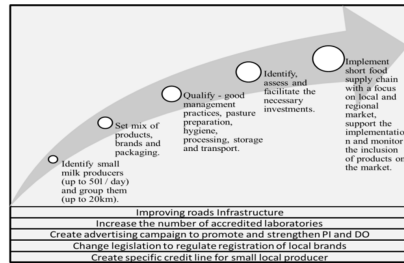 Identify small
milk producers
(up to 50l / day)
and group them
(up to 20km).
Set mix of
products,
brands and
packaging.
Qualify - good
management
practices, pasture
preparation,
hygiene,
processing, storage
and transport.
Identify,
assess and
facilitate the
necessary
investments.
Implement
short food
supply chain
with a focus
on local and
regional
market,
support the
implementatio
n and monitor
the inclusion
of products on
the market.
Improving roads Infrastructure
Increase the number of accredited laboratories
Create advertising campaign to promote and strengthen PI and DO
Change legislation to regulate registration of local brands
Create specific credit line for small local producer